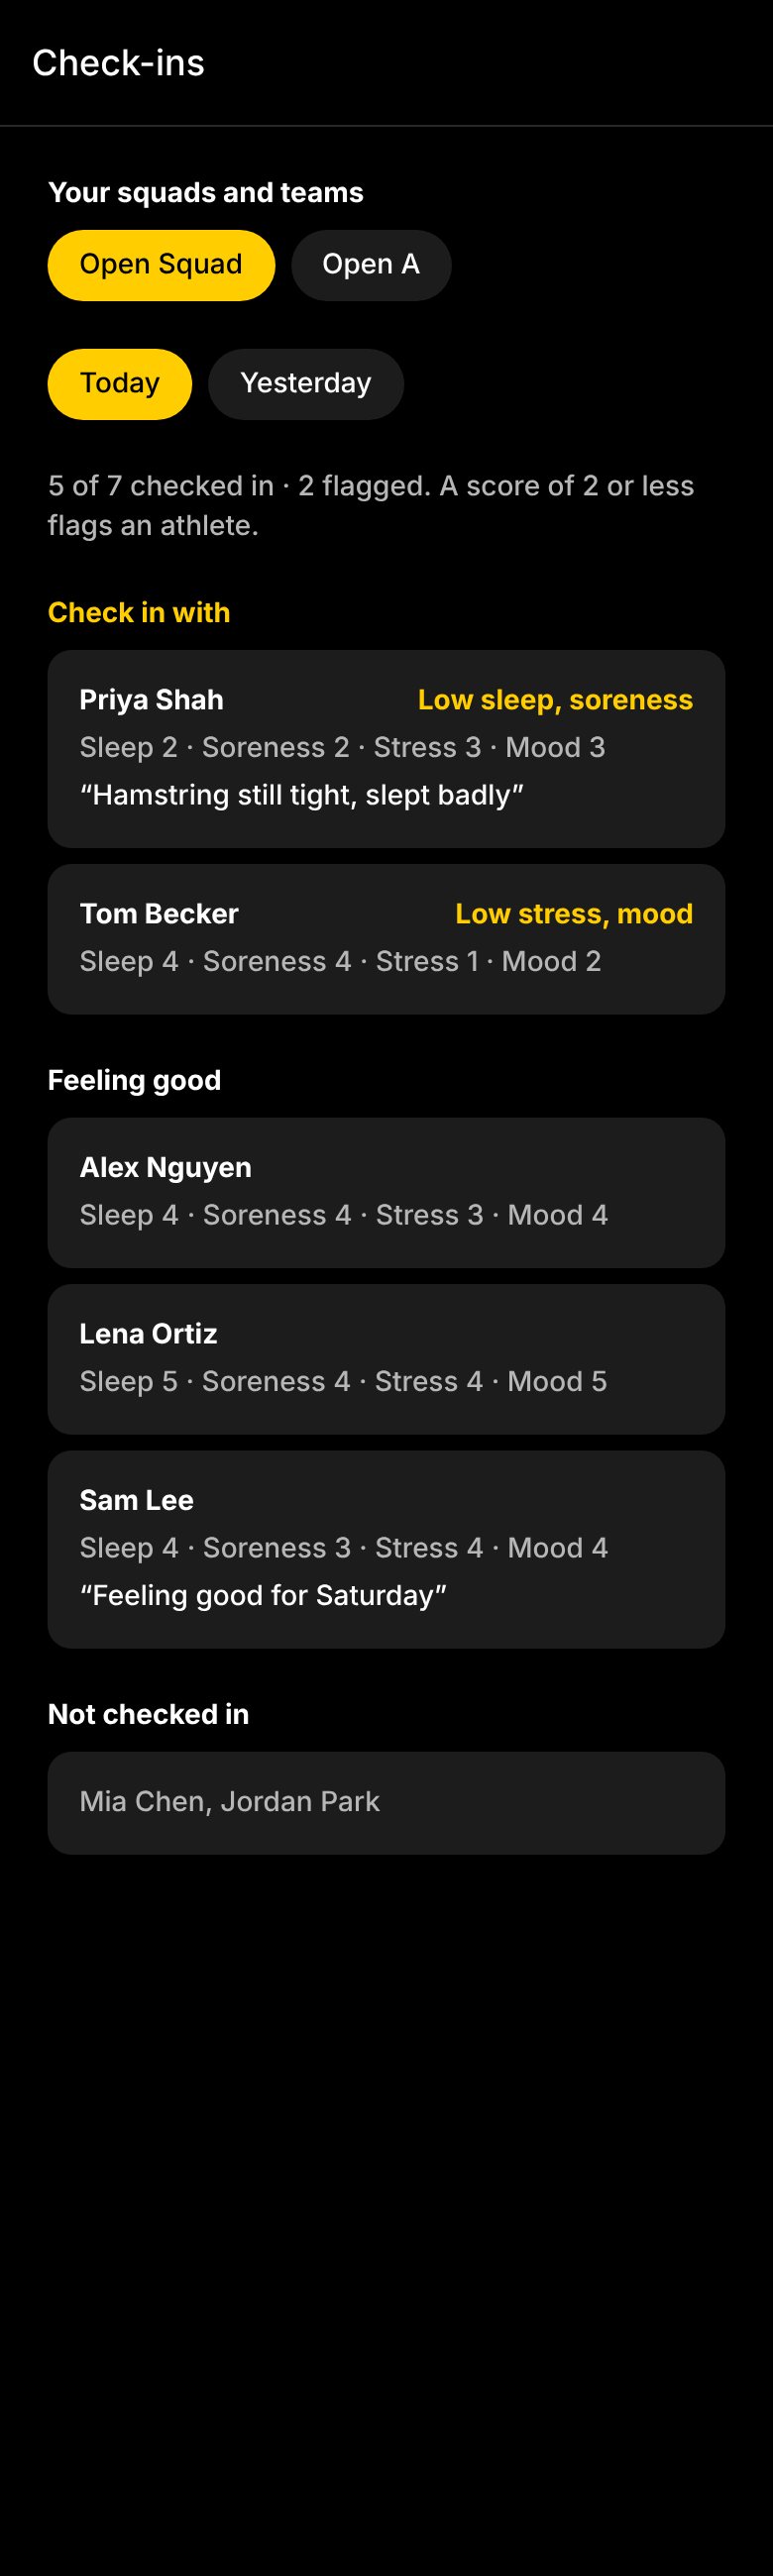 Check-ins
Your squads and teams
Open Squad
Open A
Today
Yesterday
5 of 7 checked in · 2 flagged. A score of 2 or less
flags an athlete.
Check in with
Priya Shah
Low sleep, soreness
Sleep 2 · Soreness 2 · Stress 3 · Mood 3
“Hamstring still tight, slept badly”
Tom Becker
Low stress, mood
Sleep 4 · Soreness 4 · Stress 1 · Mood 2
Feeling good
Alex Nguyen
Sleep 4 · Soreness 4 · Stress 3 · Mood 4
Lena Ortiz
Sleep 5 · Soreness 4 · Stress 4 · Mood 5
Sam Lee
Sleep 4 · Soreness 3 · Stress 4 · Mood 4
“Feeling good for Saturday”
Not checked in
Mia Chen, Jordan Park